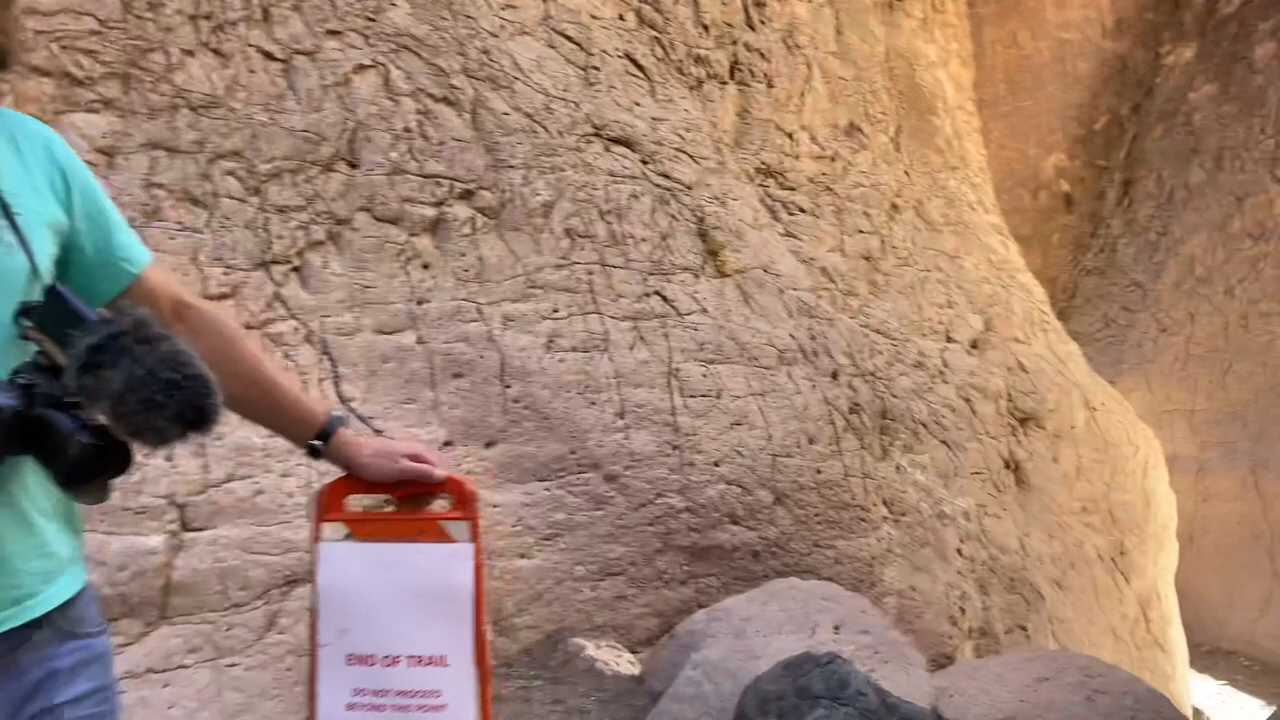 END OF TRAIL
DO NOT PROCEED
BEYOND THIS POINT